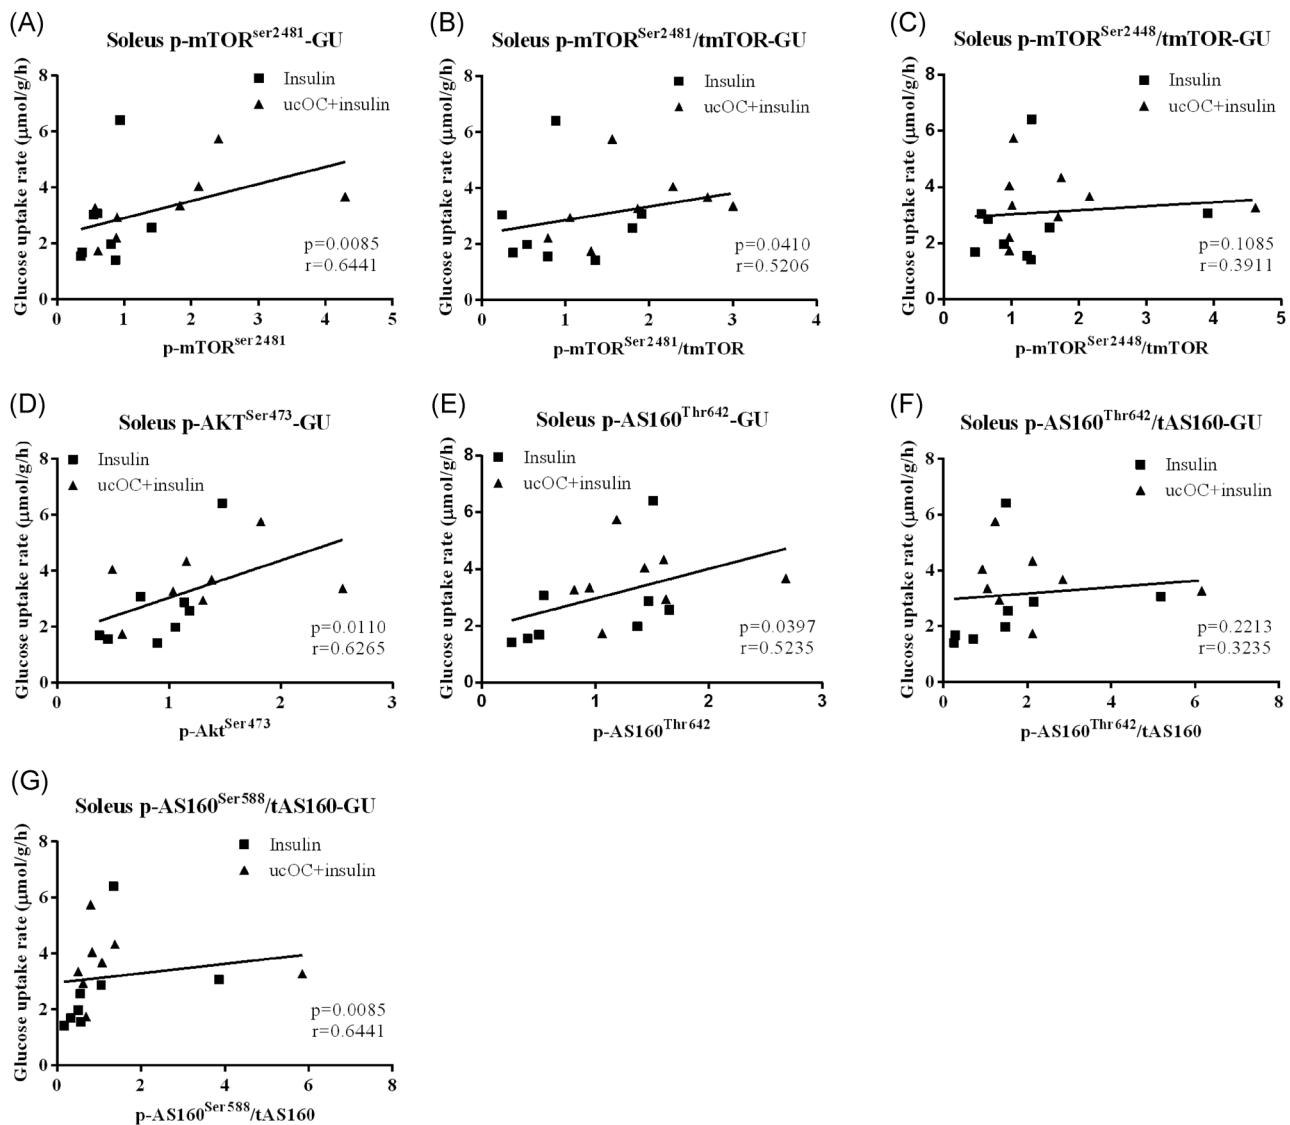 (A)
Soleus p-mTORser2481-GU
Glucose uptake rate (μmol/g/h)
8
6
4
2
0
Insulin
ucOC+insulin
p=0.0085
r=0.6441
0 1 2 3 4 5
p-mTORser2481
(B)
Soleus p-mTORSer2481/tmTOR-GU
Glucose uptake rate (μmol/g/h)
8
6
4
2
0
Insulin
ucOC+insulin
p=0.0410
r=0.5206
0 1 2 3 4
p-mTORSer2481/tmTOR
(C)
Soleus p-mTORSer2448/tmTOR-GU
Glucose uptake rate (μmol/g/h)
8
6
4
2
0
Insulin
ucOC+insulin
p=0.1085
r=0.3911
0 1 2 3 4 5
p-mTORSer2448/tmTOR
(D)
Soleus p-AKTSer473-GU
Glucose uptake rate (μmol/g/h)
8
6
4
2
0
Insulin
ucOC+insulin
p=0.0110
r=0.6265
0 1 2 3
p-AktSer473
(E)
Soleus p-AS160Thr642-GU
Glucose uptake rate (μmol/g/h)
8
6
4
2
0
Insulin
ucOC+insulin
p=0.0397
r=0.5235
0 1 2 3
p-AS160Thr642
(F)
Soleus p-AS160Thr642/tAS160-GU
Glucose uptake rate (μmol/g/h)
8
6
4
2
0
Insulin
ucOC+insulin
p=0.2213
r=0.3235
0 2 4 6 8
p-AS160Thr642/tAS160
(G)
Soleus p-AS160Ser588/tAS160-GU
Glucose uptake rate (μmol/g/h)
8
6
4
2
0
Insulin
ucOC+insulin
p=0.0085
r=0.6441
0 2 4 6 8
p-AS160Ser588/tAS160